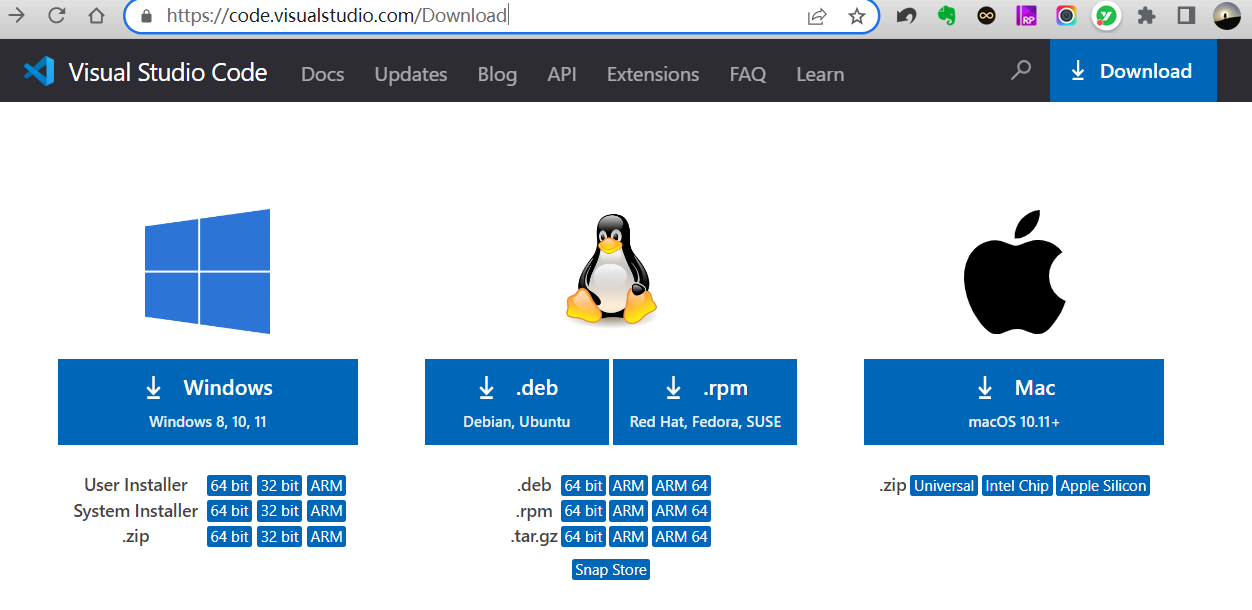 https://code.visualstudio.com/Download
RP
Visual Studio Code Docs Updates Blog API Extensions FAQ Learn Download
Windows
Windows 8, 10, 11
.deb
Debian, Ubuntu
.rpm
Red Hat, Fedora, SUSE
Mac
macOS 10.11+
User Installer 64 bit 32 bit ARM
System Installer 64 bit 32 bit ARM
.zip 64 bit 32 bit ARM
.deb 64 bit ARM ARM 64
.rpm 64 bit ARM ARM 64
.tar.gz 64 bit ARM ARM 64
Snap Store
.zip Universal Intel Chip Apple Silicon